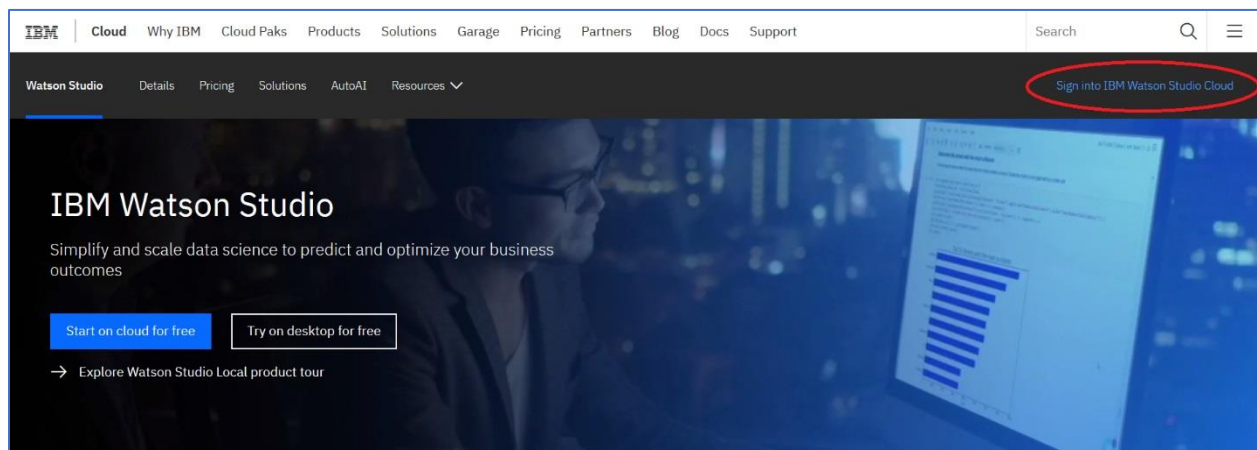 IBM Cloud Why IBM Cloud Paks Products Solutions Garage Pricing Partners Blog Docs Support Search
Watson Studio Details Pricing Solutions AutoAI Resources Sign into IBM Watson Studio Cloud
IBM Watson Studio
Simplify and scale data science to predict and optimize your business
outcomes
Start on cloud for free Try on desktop for free
→ Explore Watson Studio Local product tour